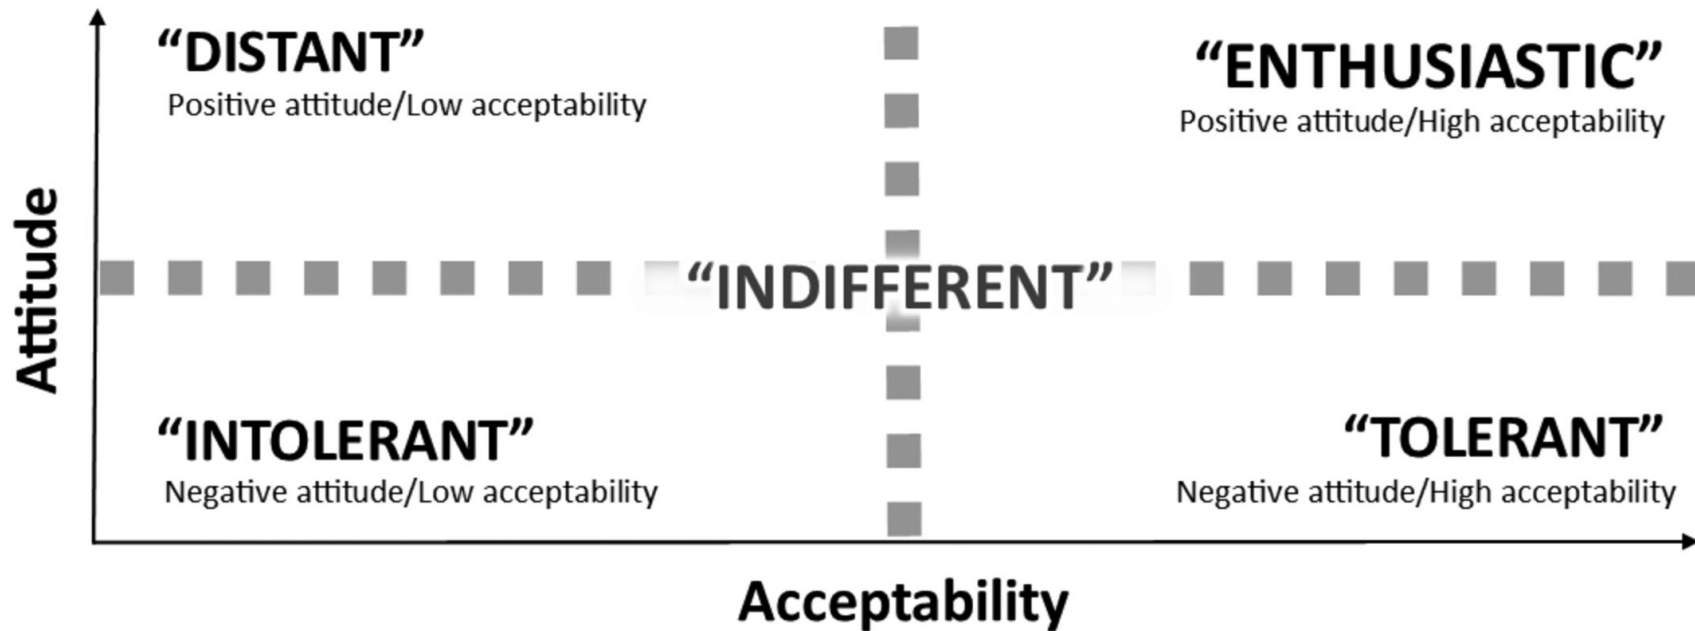 “DISTANT”
Positive attitude/Low acceptability
“ENTHUSIASTIC”
Positive attitude/High acceptability
Attitude
“INDIFFERENT”
“INTOLERANT”
Negative attitude/Low acceptability
“TOLERANT”
Negative attitude/High acceptability
Acceptability